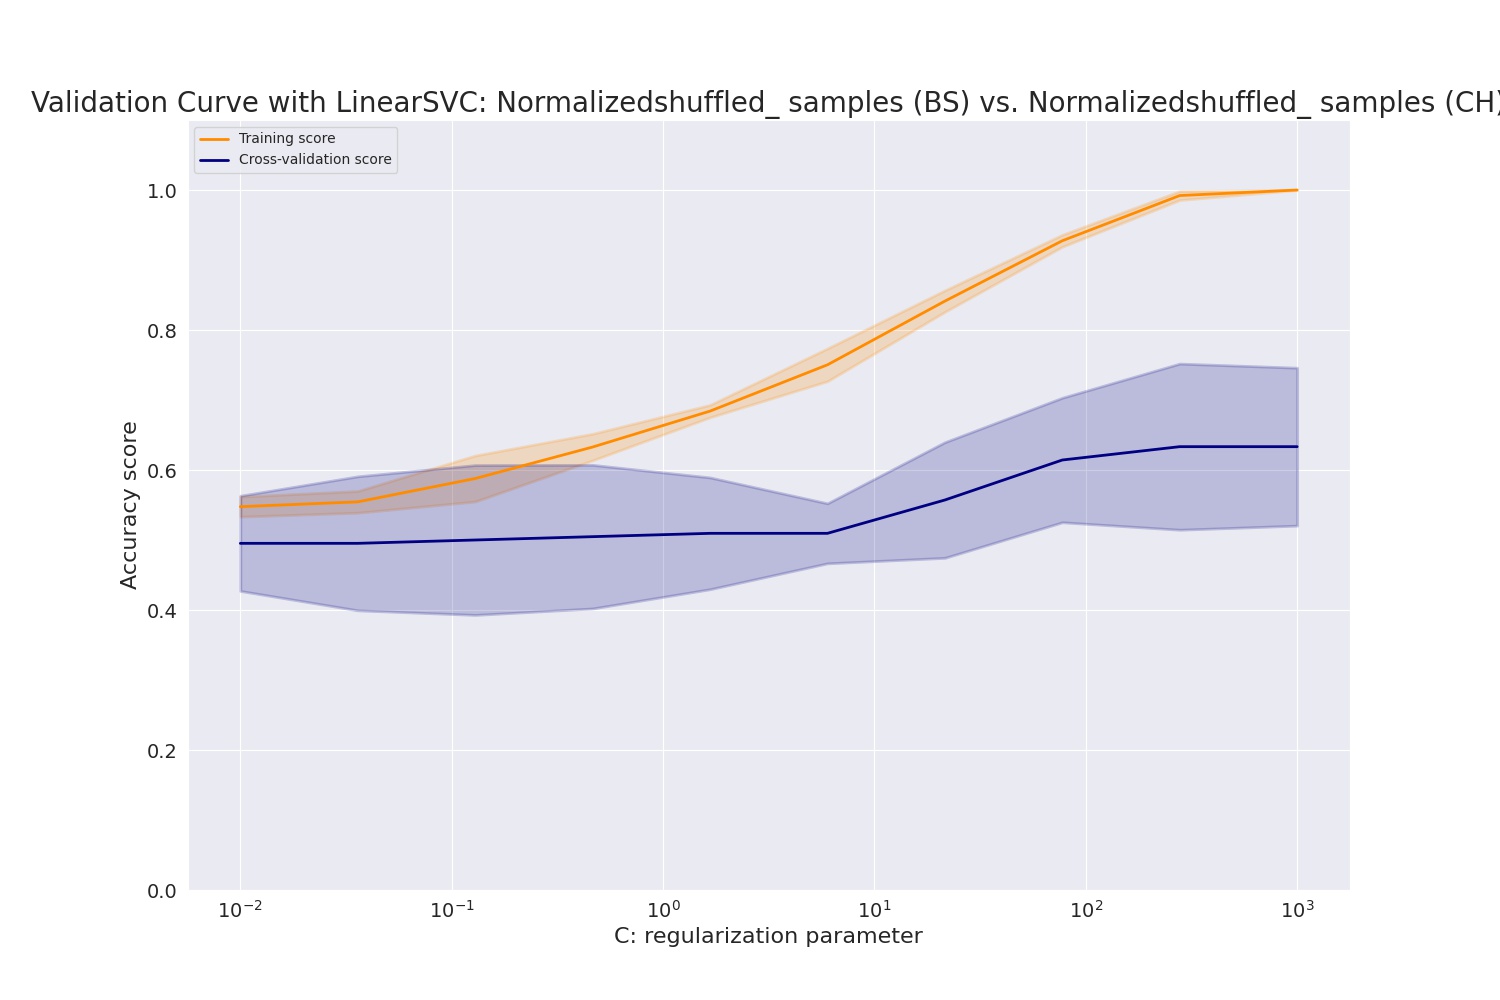 Validation Curve with LinearSVC: Normalizedshuffled_ samples (BS) vs. Normalizedshuffled_ samples (CH)
Training score
Cross-validation score
1.0
0.8
0.6
0.4
0.2
0.0
Accuracy score
10⁻² 10⁻¹ 10⁰ 10¹ 10² 10³
C: regularization parameter